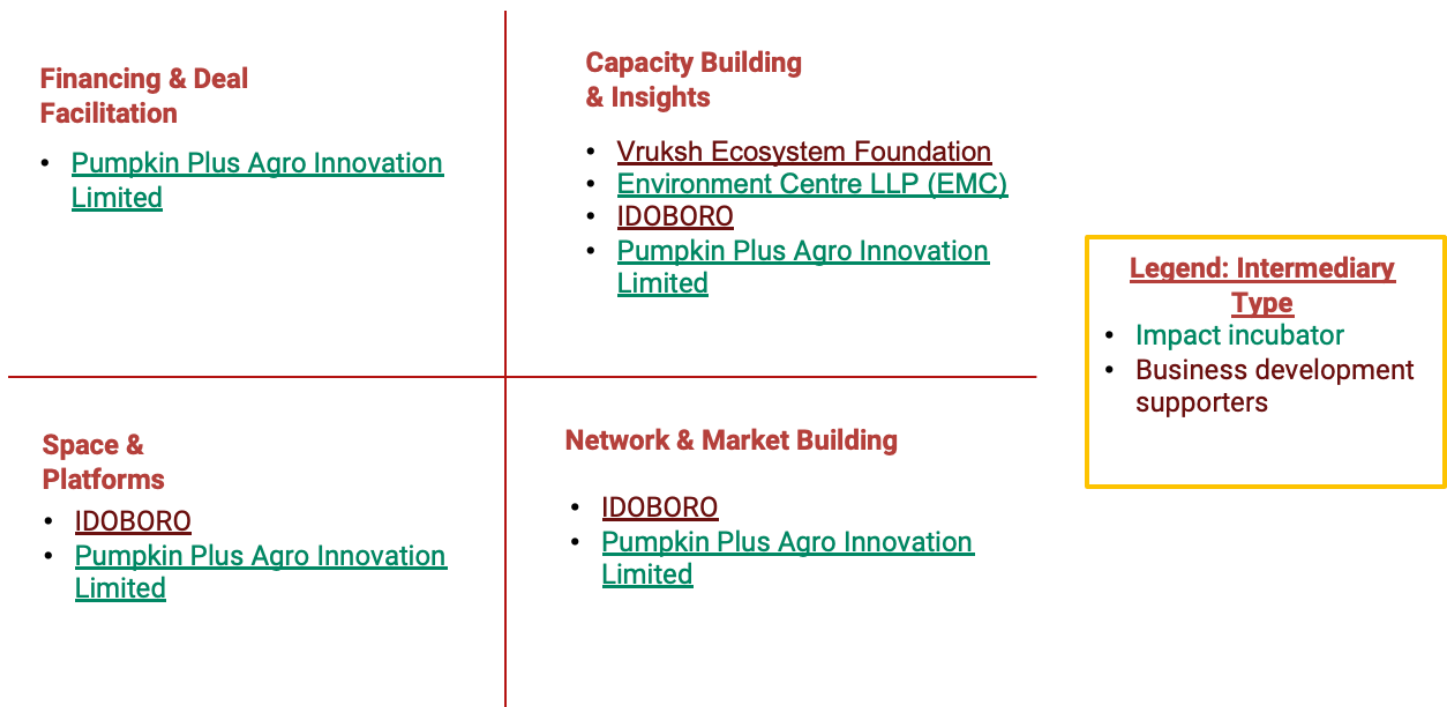 Financing & Deal
Facilitation
• Pumpkin Plus Agro Innovation
Limited
Capacity Building
& Insights
• Vruksh Ecosystem Foundation
• Environment Centre LLP (EMC)
• IDOBORO
• Pumpkin Plus Agro Innovation
Limited
Space &
Platforms
• IDOBORO
• Pumpkin Plus Agro Innovation
Limited
Network & Market Building
• IDOBORO
• Pumpkin Plus Agro Innovation
Limited
Legend: Intermediary
Type
• Impact incubator
• Business development
supporters